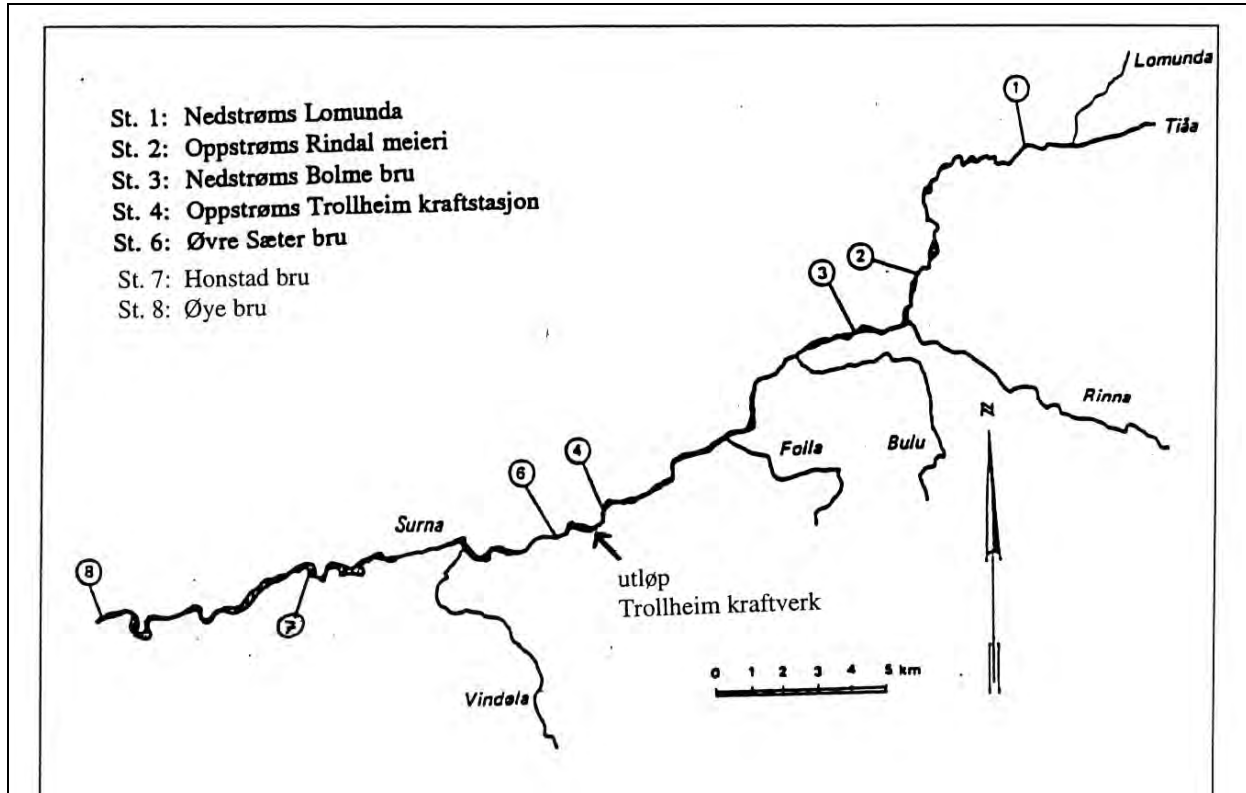 St. 1: Nedstrøms Lomunda
St. 2: Oppstrøms Rindal meieri
St. 3: Nedstrøms Bolme bru
St. 4: Oppstrøms Trollheim kraftstasjon
St. 6: Øvre Sæter bru
St. 7: Honstad bru
St. 8: Øye bru
Lomunda
1
Tiåa
2
3
Rinna
N
Folla
Bulu
4
6
Surna
8
utløp
Trollheim kraftverk
7
0 1 2 3 4 5 km
Vindøla